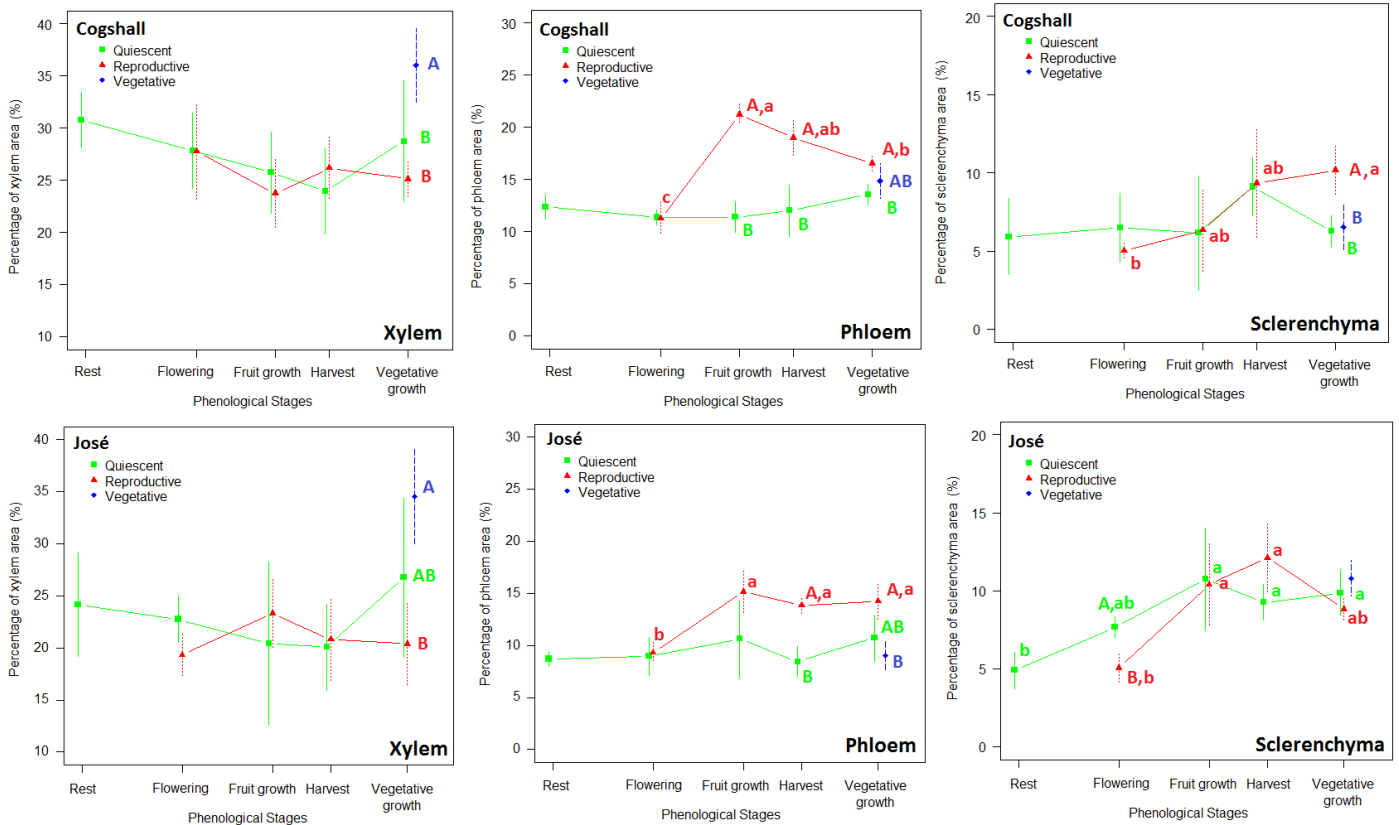 Cogshall
Quiescent
Reproductive
Vegetative
Percentage of xylem area (%)
40
35
30
25
20
15
10
A
B
B
Xylem
Rest
Flowering
Fruit growth
Harvest
Vegetative
growth
Phenological Stages
Cogshall
Quiescent
Reproductive
Vegetative
Percentage of phloem area (%)
30
25
20
15
10
5
0
c
A,a
A,ab
A,b
AB
B
B
B
Phloem
Rest
Flowering
Fruit growth
Harvest
Vegetative
growth
Phenological Stages
Cogshall
Quiescent
Reproductive
Vegetative
Percentage of sclerenchyma area (%)
20
15
10
5
0
b
ab
ab
A,a
B
B
Sclerenchyma
Rest
Flowering
Fruit growth
Harvest
Vegetative
growth
Phenological Stages
José
Quiescent
Reproductive
Vegetative
Percentage of xylem area (%)
40
35
30
25
20
15
10
A
AB
B
Xylem
Rest
Flowering
Fruit growth
Harvest
Vegetative
growth
Phenological Stages
José
Quiescent
Reproductive
Vegetative
Percentage of phloem area (%)
30
25
20
15
10
5
0
b
a
A,a
A,a
AB
B
B
Phloem
Rest
Flowering
Fruit growth
Harvest
Vegetative
growth
Phenological Stages
José
Quiescent
Reproductive
Vegetative
Percentage of sclerenchyma area (%)
20
15
10
5
0
b
A,ab
B,b
a
a
a
a
a
ab
Sclerenchyma
Rest
Flowering
Fruit growth
Harvest
Vegetative
growth
Phenological Stages